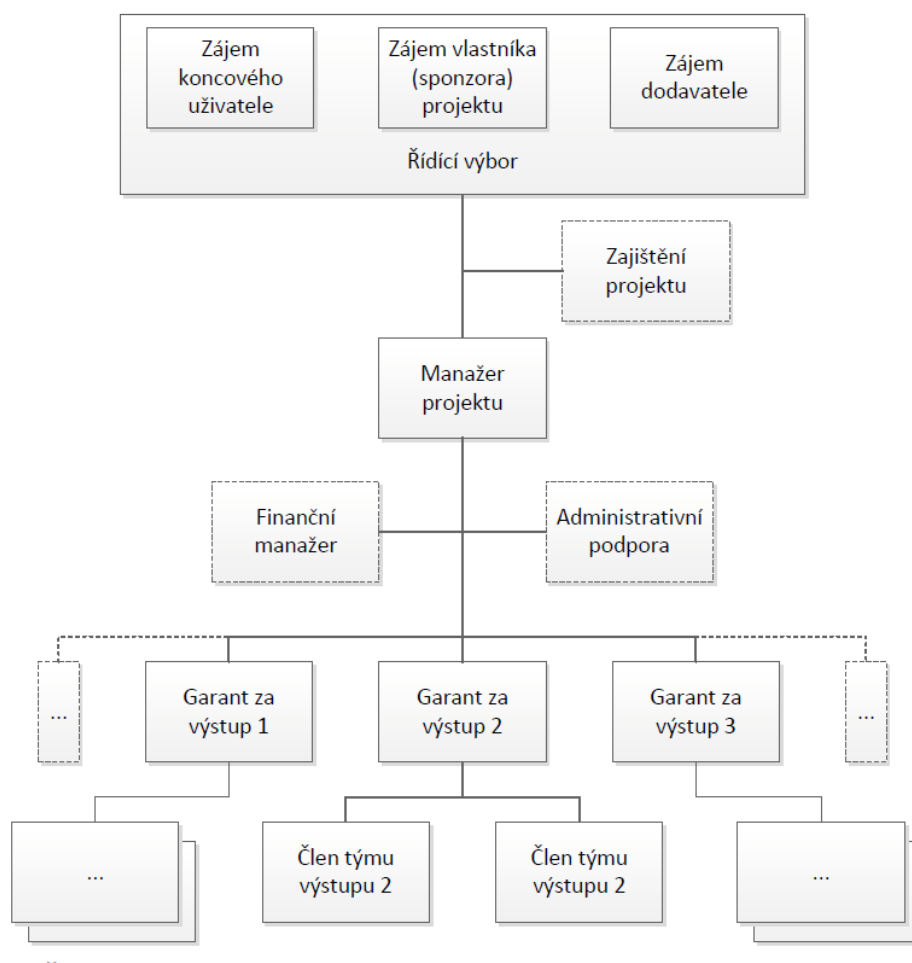 Zájem
koncového
uživatele
Zájem vlastníka
(sponzora)
projektu
Zájem
dodavatele
Řídící výbor
Zajištění
projektu
Manažer
projektu
Finanční
manažer
Administrativní
podpora
...
Garant za
výstup 1
Garant za
výstup 2
Garant za
výstup 3
...
...
Člen týmu
výstupu 2
Člen týmu
výstupu 2
...